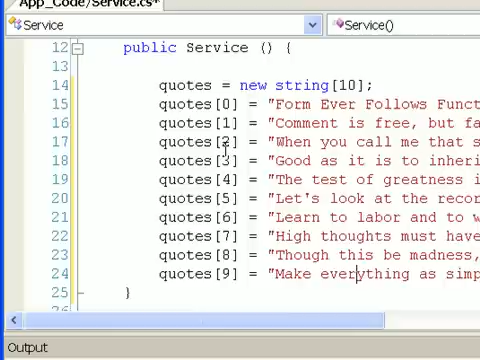 App_Code/Service.cs*
Service
Service()
12 public Service () {
13
14 quotes = new string[10];
15 quotes[0] = "Form Ever Follows Funct
16 quotes[1] = "Comment is free, but fa
17 quotes[2] = "When you call me that s
18 quotes[3] = "Good as it is to inheri
19 quotes[4] = "The test of greatness i
20 quotes[5] = "Let's look at the recor
21 quotes[6] = "Learn to labor and to w
22 quotes[7] = "High thoughts must have
23 quotes[8] = "Though this be madness,
24 quotes[9] = "Make everything as simp
25 }
26
Output